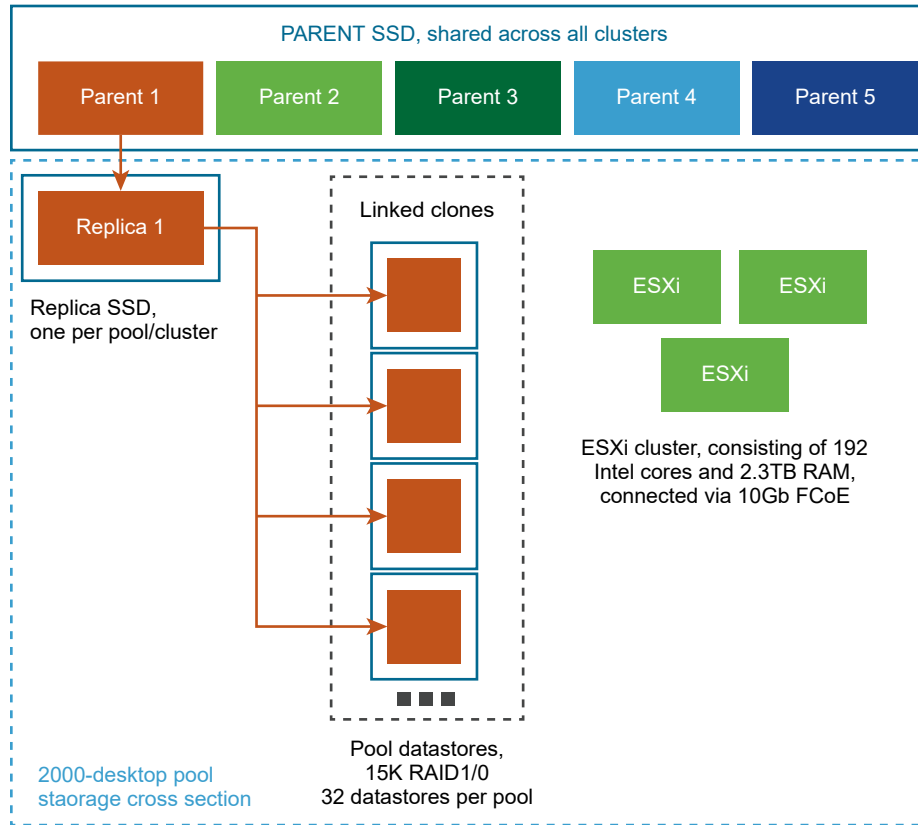 PARENT SSD, shared across all clusters
Parent 1
Parent 2
Parent 3
Parent 4
Parent 5
Replica 1
Replica SSD,
one per pool/cluster
Linked clones
ESXi
ESXi
ESXi
ESXi cluster, consisting of 192
Intel cores and 2.3TB RAM,
connected via 10Gb FCoE
Pool datastores,
15K RAID1/0
32 datastores per pool
2000-desktop pool
staorage cross section